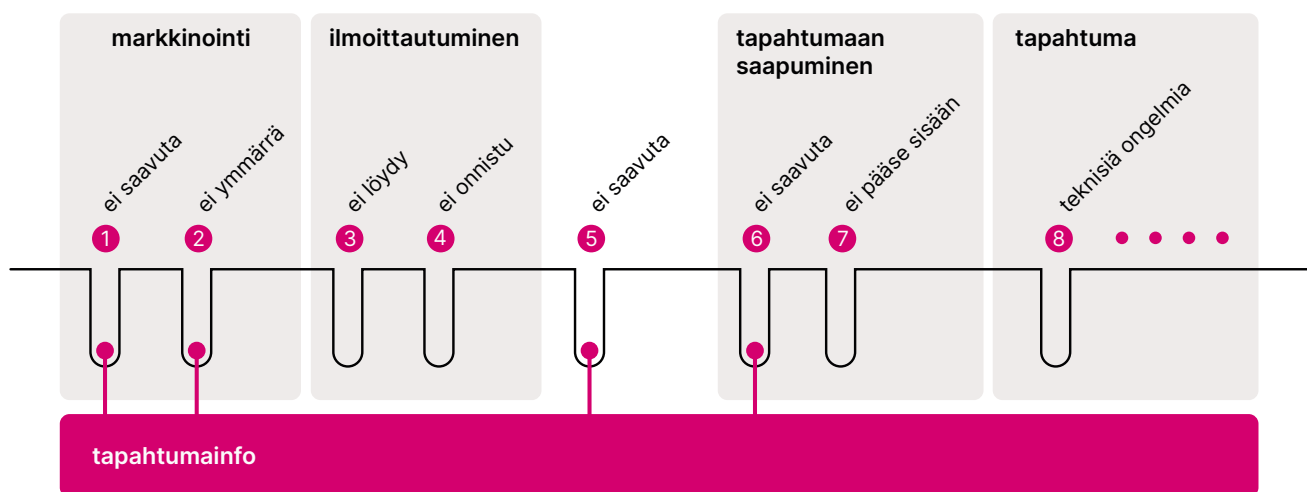 markkinointi
ilmoittautuminen
tapahtumaan
saapuminen
tapahtuma
ei saavuta
ei ymmärrä
ei löydy
ei onnistu
ei saavuta
ei saavuta
ei pääse sisään
teknisiä ongelmia
1
2
3
4
5
6
7
8
tapahtumainfo